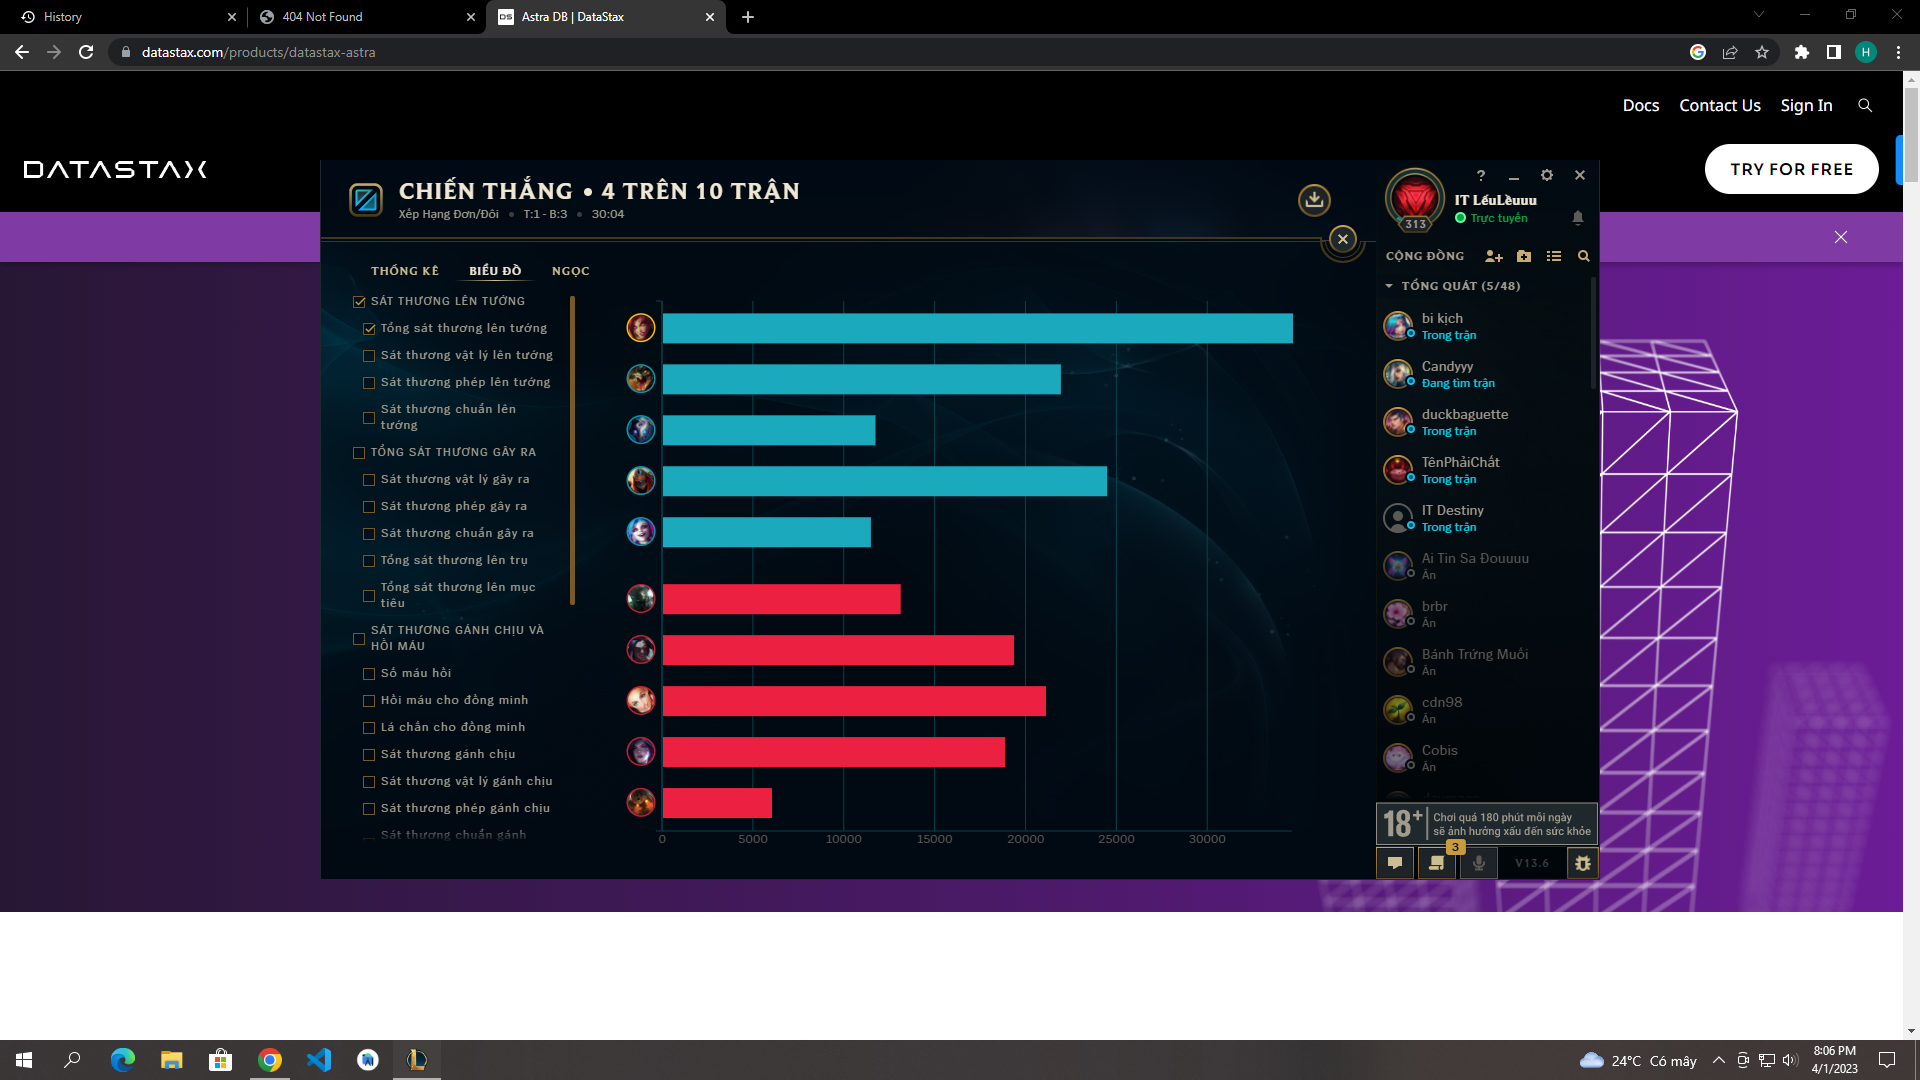 History
404 Not Found
Astra DB | DataStax
datastax.com/products/datastax-astra
H
Docs
Contact Us
Sign In
DATASTAX
TRY FOR FREE
CHIẾN THẮNG • 4 TRÊN 10 TRẬN
Xếp Hạng Đơn/Đôi • T:1 - B:3 • 30:04
THỐNG KÊ
BIỂU ĐỒ
NGỌC
SÁT THƯƠNG LÊN TƯỚNG
Tổng sát thương lên tướng
Sát thương vật lý lên tướng
Sát thương phép lên tướng
Sát thương chuẩn lên
tướng
TỔNG SÁT THƯƠNG GÂY RA
Sát thương vật lý gây ra
Sát thương phép gây ra
Sát thương chuẩn gây ra
Tổng sát thương lên trụ
Tổng sát thương lên mục
tiêu
SÁT THƯƠNG GÁNH CHỊU VÀ
HỒI MÁU
Số máu hồi
Hồi máu cho đồng minh
Lá chắn cho đồng minh
Sát thương gánh chịu
Sát thương vật lý gánh chịu
Sát thương phép gánh chịu
Sát thương chuẩn gánh
0
5000
10000
15000
20000
25000
30000
?
313
IT LếuLềuuu
Trực tuyến
CỘNG ĐỒNG
TỔNG QUÁT (5/48)
bi kịch
Trong trận
Candyyy
Đang tìm trận
duckbaguette
Trong trận
TênPhảiChất
Trong trận
IT Destiny
Trong trận
Ai Tin Sa Đouuuu
Ẩn
brbr
Ẩn
Bánh Trứng Muối
Ẩn
cdn98
Ẩn
Cobis
Ẩn
18+
Chơi quá 180 phút mỗi ngày
sẽ ảnh hưởng xấu đến sức khỏe
3
V13.6
24°C Có mây
8:06 PM
4/1/2023